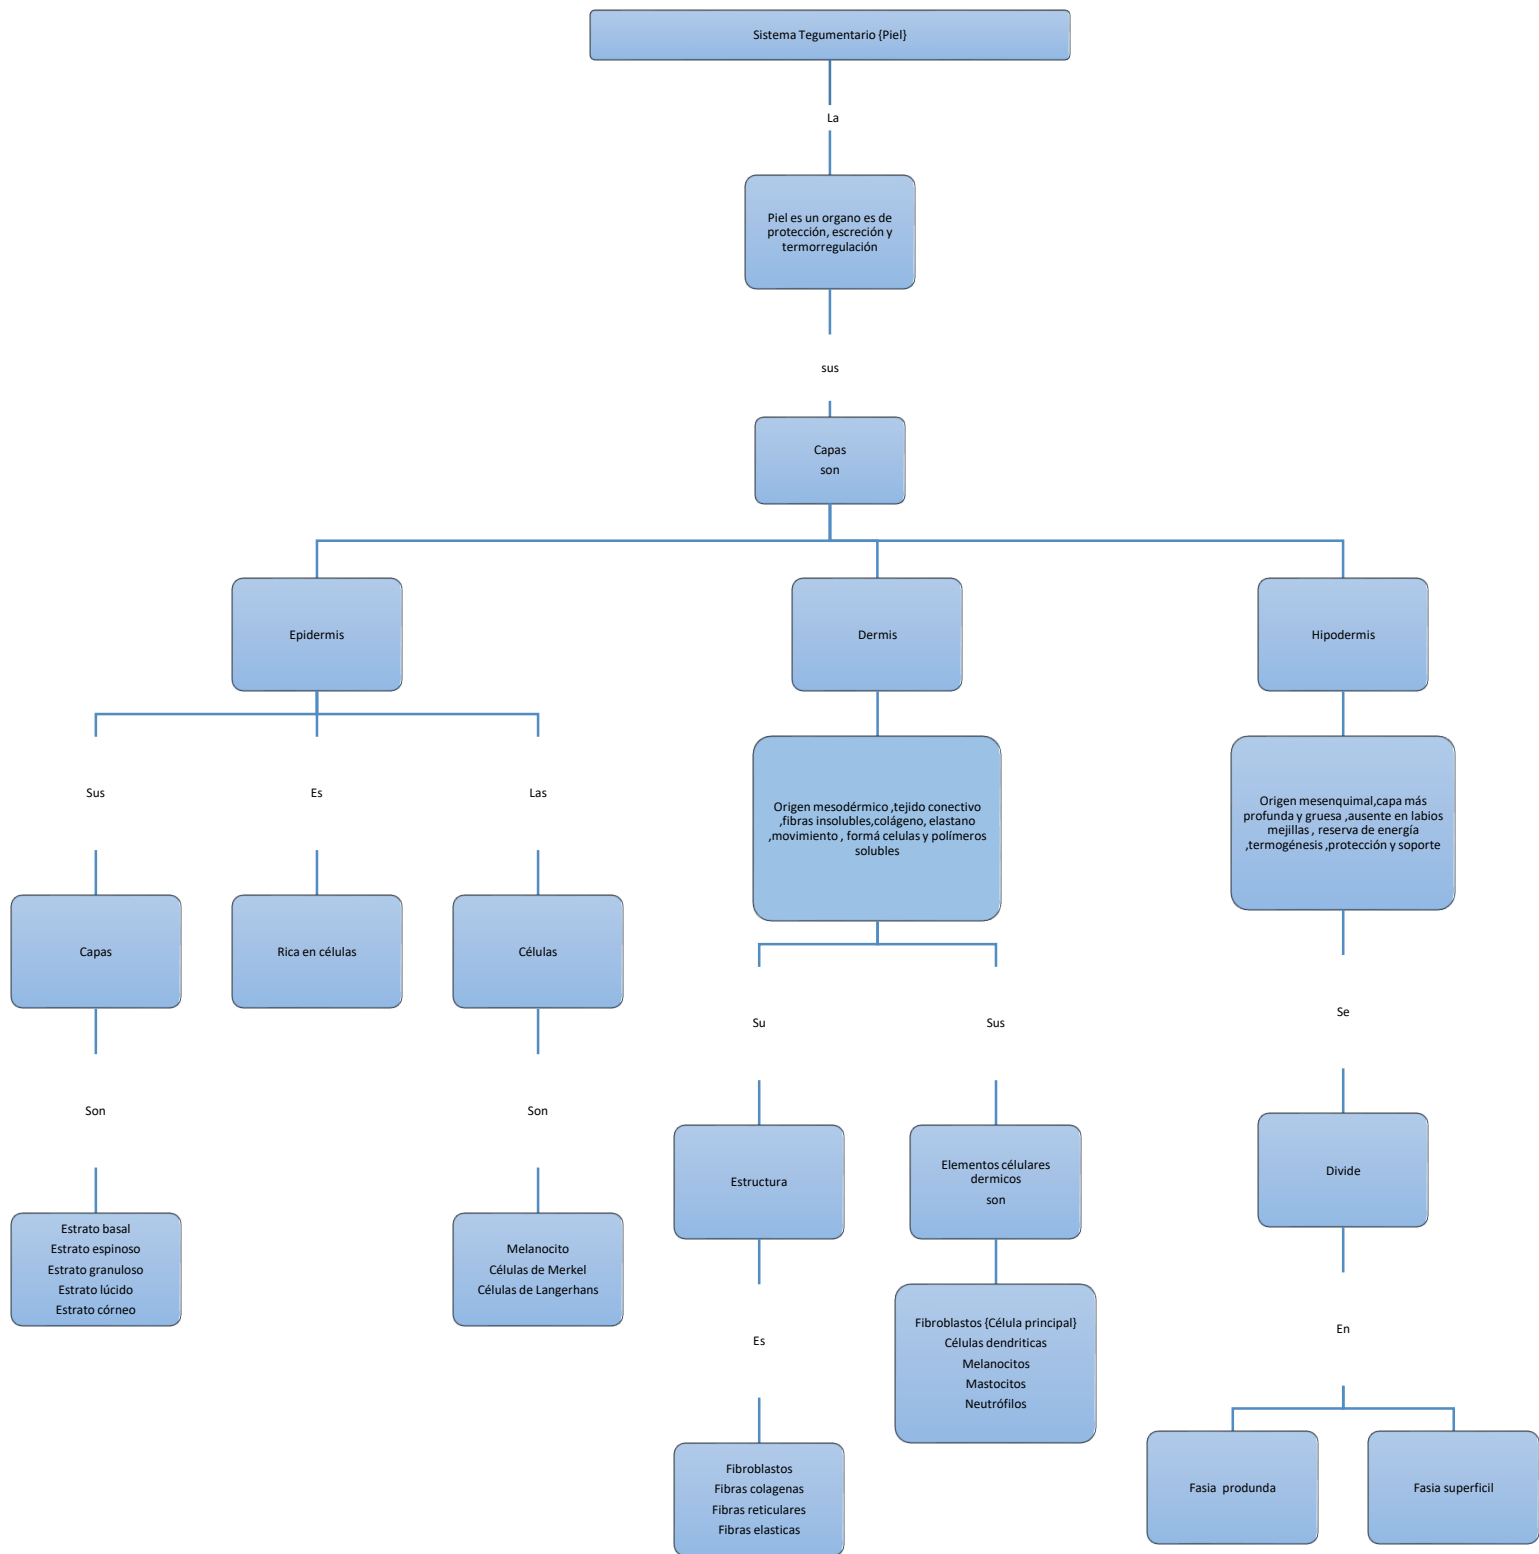 Sistema Tegumentario {Piel}
La
Piel es un organo es de
protección, escreción y
termorregulación
sus
Capas
son
Epidermis
Dermis
Hipodermis
Sus
Es
Las
Origen mesodérmico ,tejido conectivo
,fibras insolubles,colágeno, elastano
,movimiento , formá celulas y polímeros
solubles
Origen mesenquimal,capa más
profunda y gruesa ,ausente en labios
mejillas , reserva de energía
,termogénesis ,protección y soporte
Capas
Rica en células
Células
Su
Sus
Se
Son
Son
Estructura
Elementos célulares
dermicos
son
Divide
Estrato basal
Estrato espinoso
Estrato granuloso
Estrato lúcido
Estrato córneo
Melanocito
Células de Merkel
Células de Langerhans
Es
Fibroblastos {Célula principal}
Células dendriticas
Melanocitos
Mastocitos
Neutrófilos
En
Fibroblastos
Fibras colagenas
Fibras reticulares
Fibras elasticas
Fasia produnda
Fasia superficil